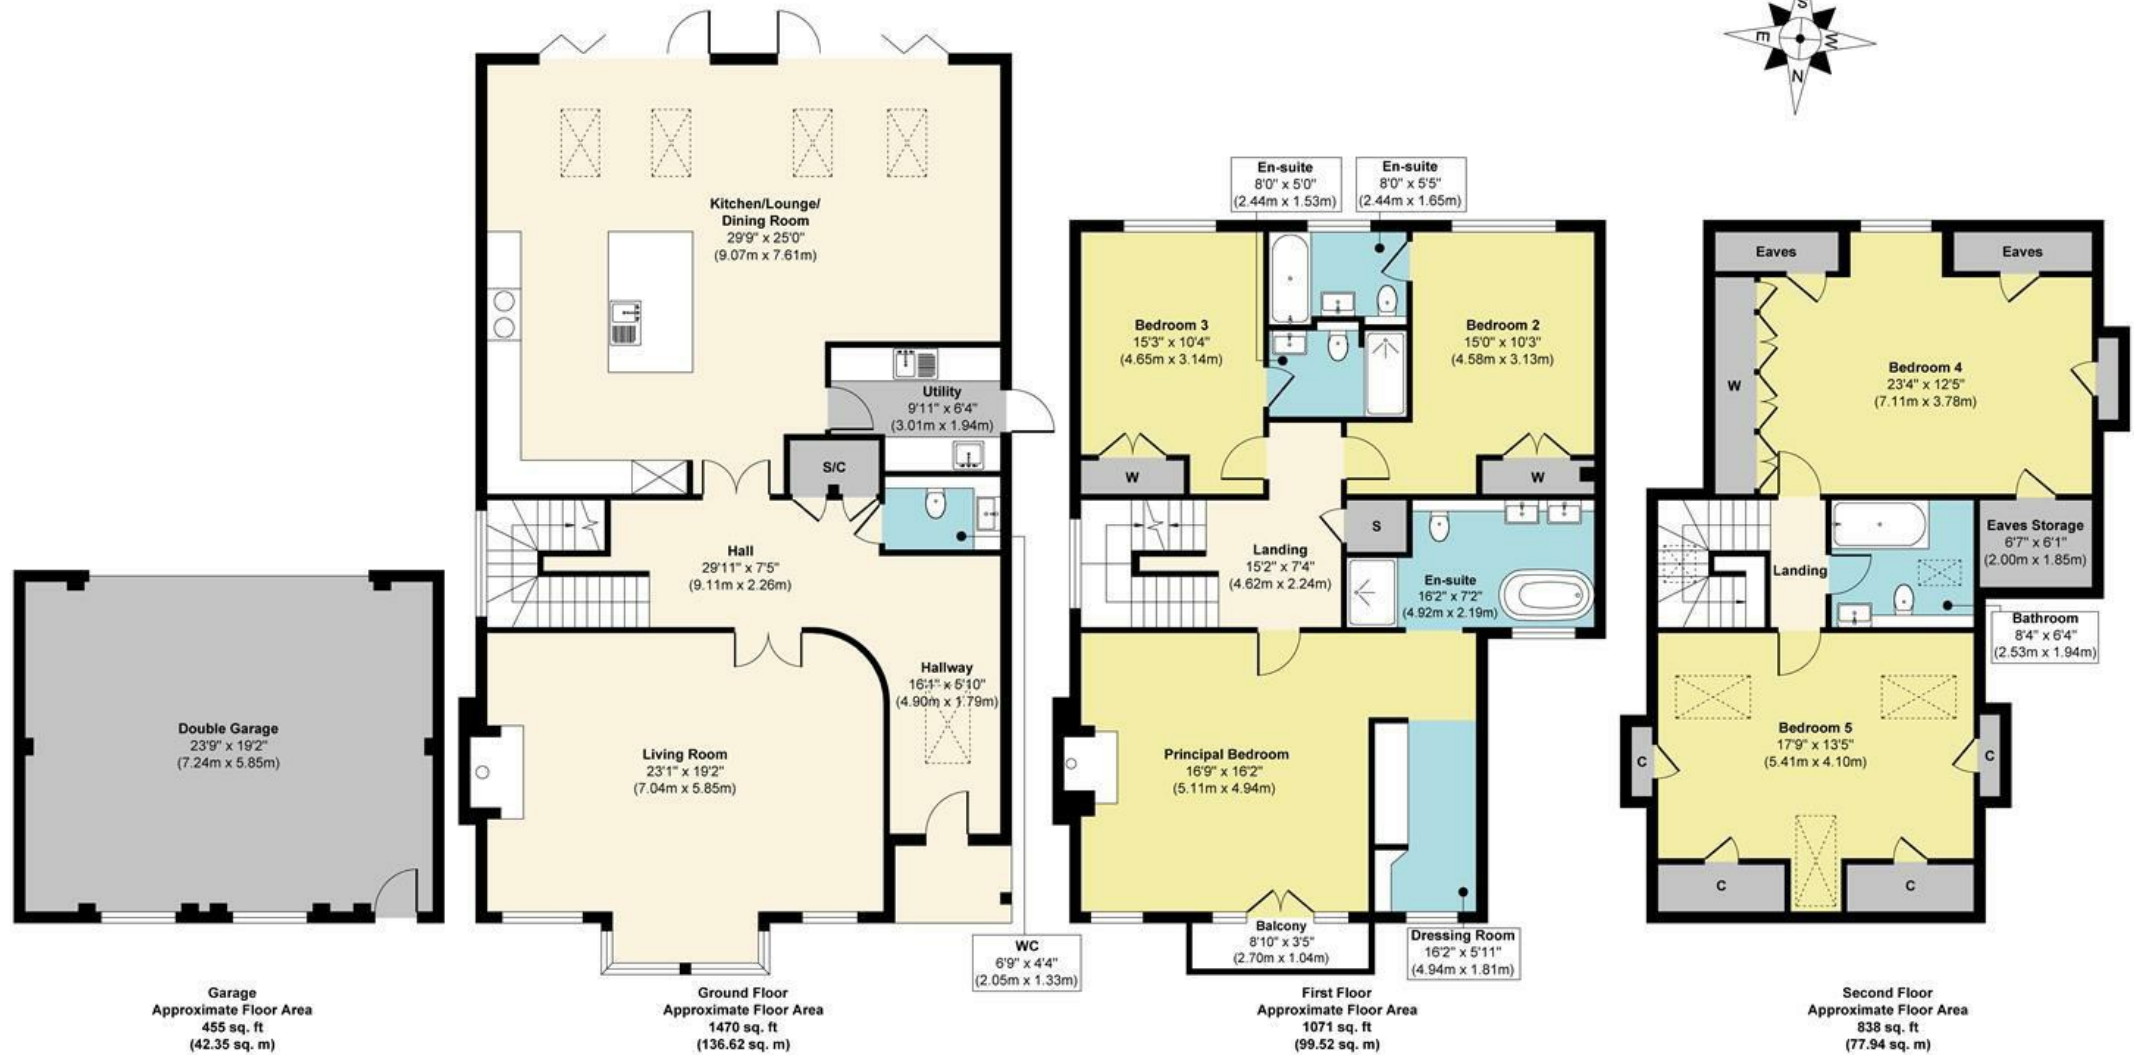 S
E
W
N
Kitchen/Lounge/
Dining Room
29'9" x 25'0"
(9.07m x 7.61m)
Utility
9'11" x 6'4"
(3.01m x 1.94m)
S/C
Hall
29'11" x 7'5"
(9.11m x 2.26m)
Hallway
16'1" x 5'10"
(4.90m x 1.79m)
Living Room
23'1" x 19'2"
(7.04m x 5.85m)
WC
6'9" x 4'4"
(2.05m x 1.33m)
Double Garage
23'9" x 19'2"
(7.24m x 5.85m)
En-suite
8'0" x 5'0"
(2.44m x 1.53m)
En-suite
8'0" x 5'5"
(2.44m x 1.65m)
Bedroom 3
15'3" x 10'4"
(4.65m x 3.14m)
Bedroom 2
15'0" x 10'3"
(4.58m x 3.13m)
W
W
S
Landing
15'2" x 7'4"
(4.62m x 2.24m)
En-suite
16'2" x 7'2"
(4.92m x 2.19m)
Principal Bedroom
16'9" x 16'2"
(5.11m x 4.94m)
Balcony
8'10" x 3'5"
(2.70m x 1.04m)
Dressing Room
16'2" x 5'11"
(4.94m x 1.81m)
Eaves
Eaves
W
Bedroom 4
23'4" x 12'5"
(7.11m x 3.78m)
Eaves Storage
6'7" x 6'1"
(2.00m x 1.85m)
Landing
Bathroom
8'4" x 6'4"
(2.53m x 1.94m)
Bedroom 5
17'9" x 13'5"
(5.41m x 4.10m)
C
C
C
C
Garage
Approximate Floor Area
455 sq. ft
(42.35 sq. m)
Ground Floor
Approximate Floor Area
1470 sq. ft
(136.62 sq. m)
First Floor
Approximate Floor Area
1071 sq. ft
(99.52 sq. m)
Second Floor
Approximate Floor Area
838 sq. ft
(77.94 sq. m)